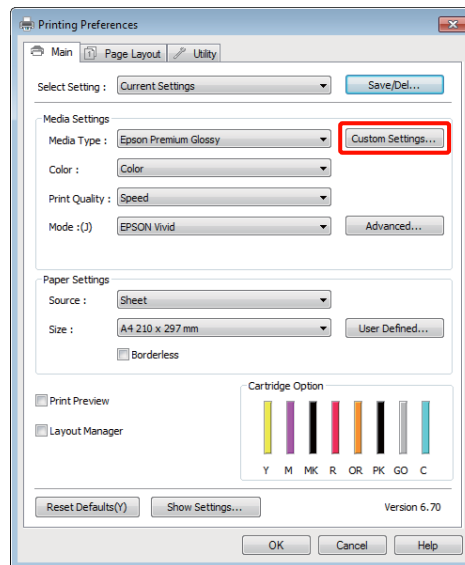 Printing Preferences
Main Page Layout Utility
Select Setting : Current Settings Save/Del...
Media Settings
Media Type : Epson Premium Glossy Custom Settings...
Color : Color
Print Quality : Speed
Mode :(J) EPSON Vivid Advanced...
Paper Settings
Source : Sheet
Size : A4 210 x 297 mm User Defined...
Borderless
Cartridge Option
Print Preview
Layout Manager
Y M MK R OR PK GO C
Reset Defaults(Y) Show Settings... Version 6.70
OK Cancel Help